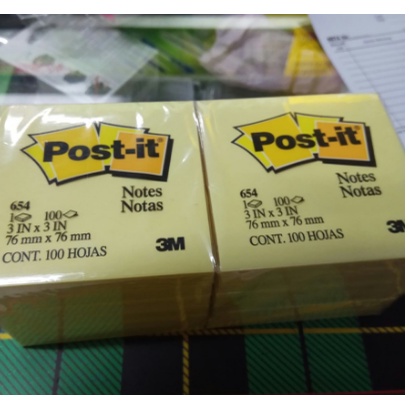 Post-it
Notes
Notas
654
1 100
3 IN x 3 IN
76 mm x 76 mm
CONT. 100 HOJAS
3M
Post-it
Notes
Notas
654
1 100
3 IN x 3 IN
76 mm x 76 mm
CONT. 100 HOJAS